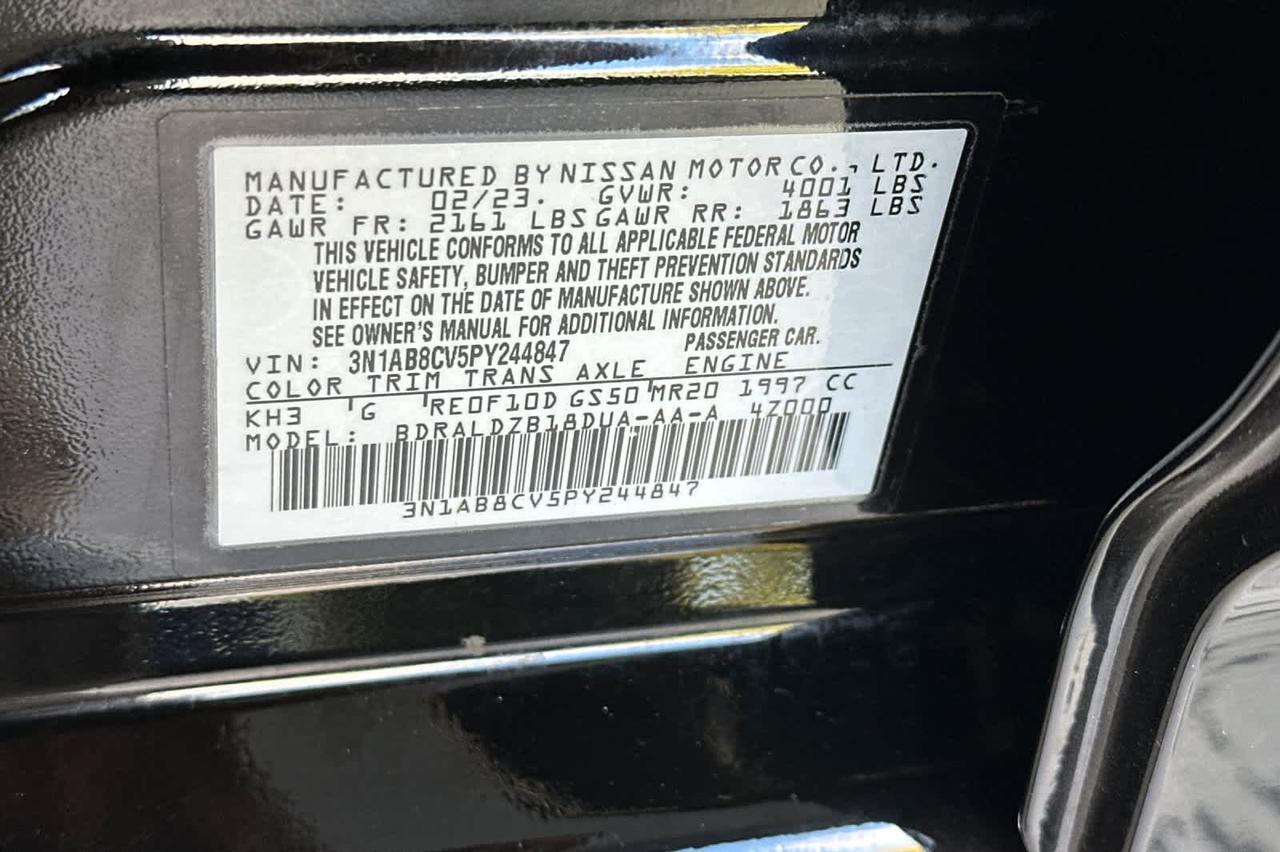 MANUFACTURED BY NISSAN MOTOR CO., LTD.
DATE: 02/23. GVWR: 4001 LBS
GAWR FR: 2161 LBS GAWR RR: 1863 LBS
THIS VEHICLE CONFORMS TO ALL APPLICABLE FEDERAL MOTOR
VEHICLE SAFETY, BUMPER AND THEFT PREVENTION STANDARDS
IN EFFECT ON THE DATE OF MANUFACTURE SHOWN ABOVE.
SEE OWNER'S MANUAL FOR ADDITIONAL INFORMATION.
VIN: 3N1AB8CV5PY244847 PASSENGER CAR.
COLOR TRIM TRANS AXLE ENGINE
KH3 G RE0F10D GS50 MR20 1997 CC
MODEL: BDRALDZB18DUA-AA-A 4Z000
3N1AB8CV5PY244847